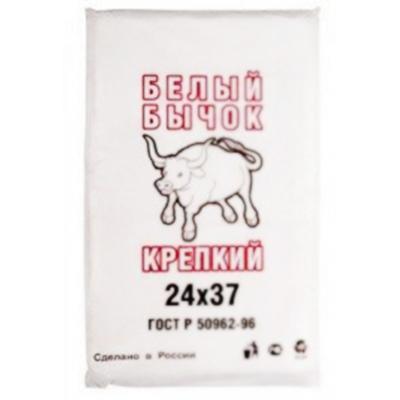 БЕЛЫЙ
БЫЧОК
КРЕПКИЙ
24x37
ГОСТ Р 50962-96
Сделано в России